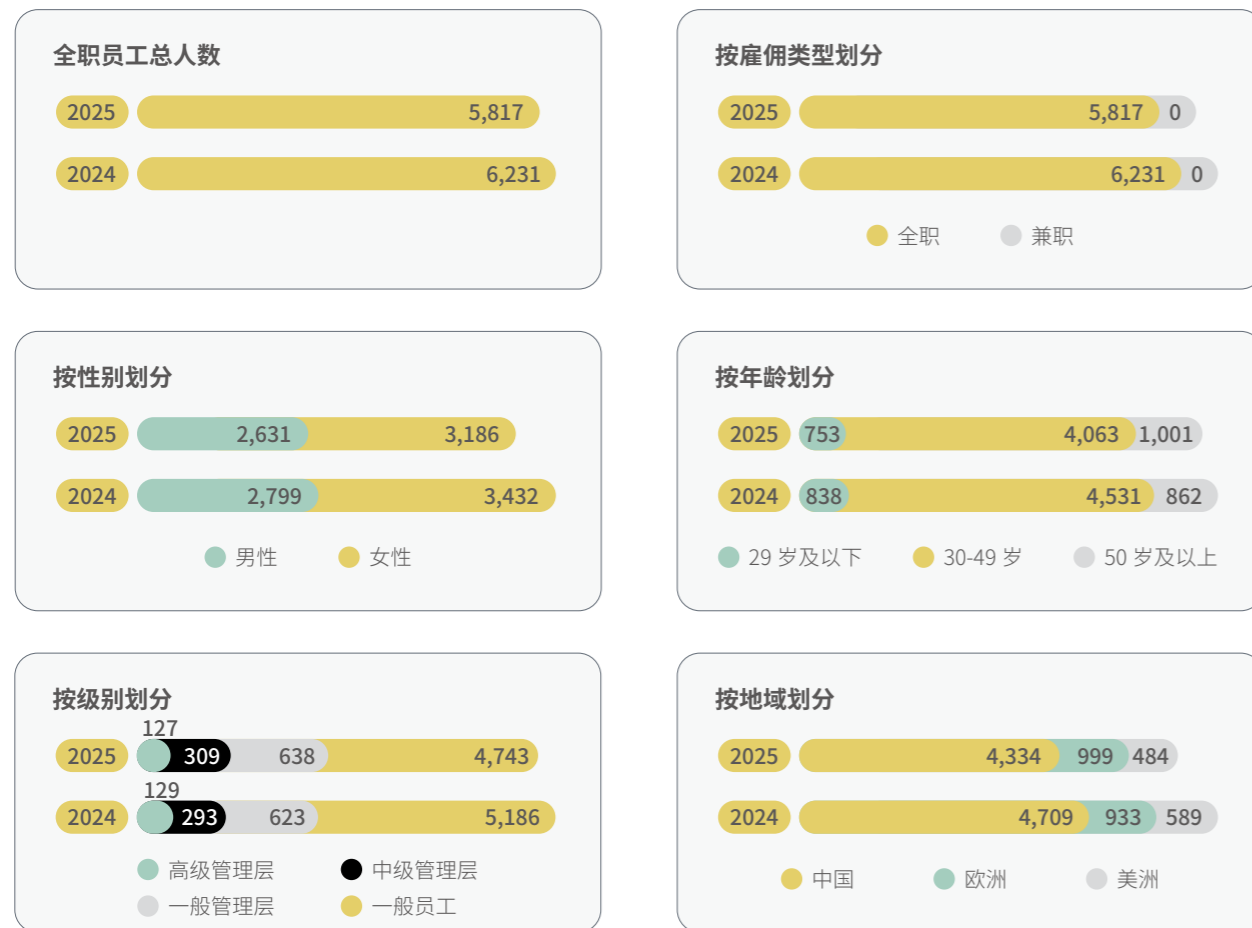 全职员工总人数
2025 5,817
2024 6,231
按雇佣类型划分
2025 5,817 0
2024 6,231 0
全职 兼职
按性别划分
2025 2,631 3,186
2024 2,799 3,432
男性 女性
按年龄划分
2025 753 4,063 1,001
2024 838 4,531 862
29 岁及以下 30-49 岁 50 岁及以上
按级别划分
127
2025 309 638 4,743
129
2024 293 623 5,186
高级管理层 中级管理层
一般管理层 一般员工
按地域划分
2025 4,334 999 484
2024 4,709 933 589
中国 欧洲 美洲